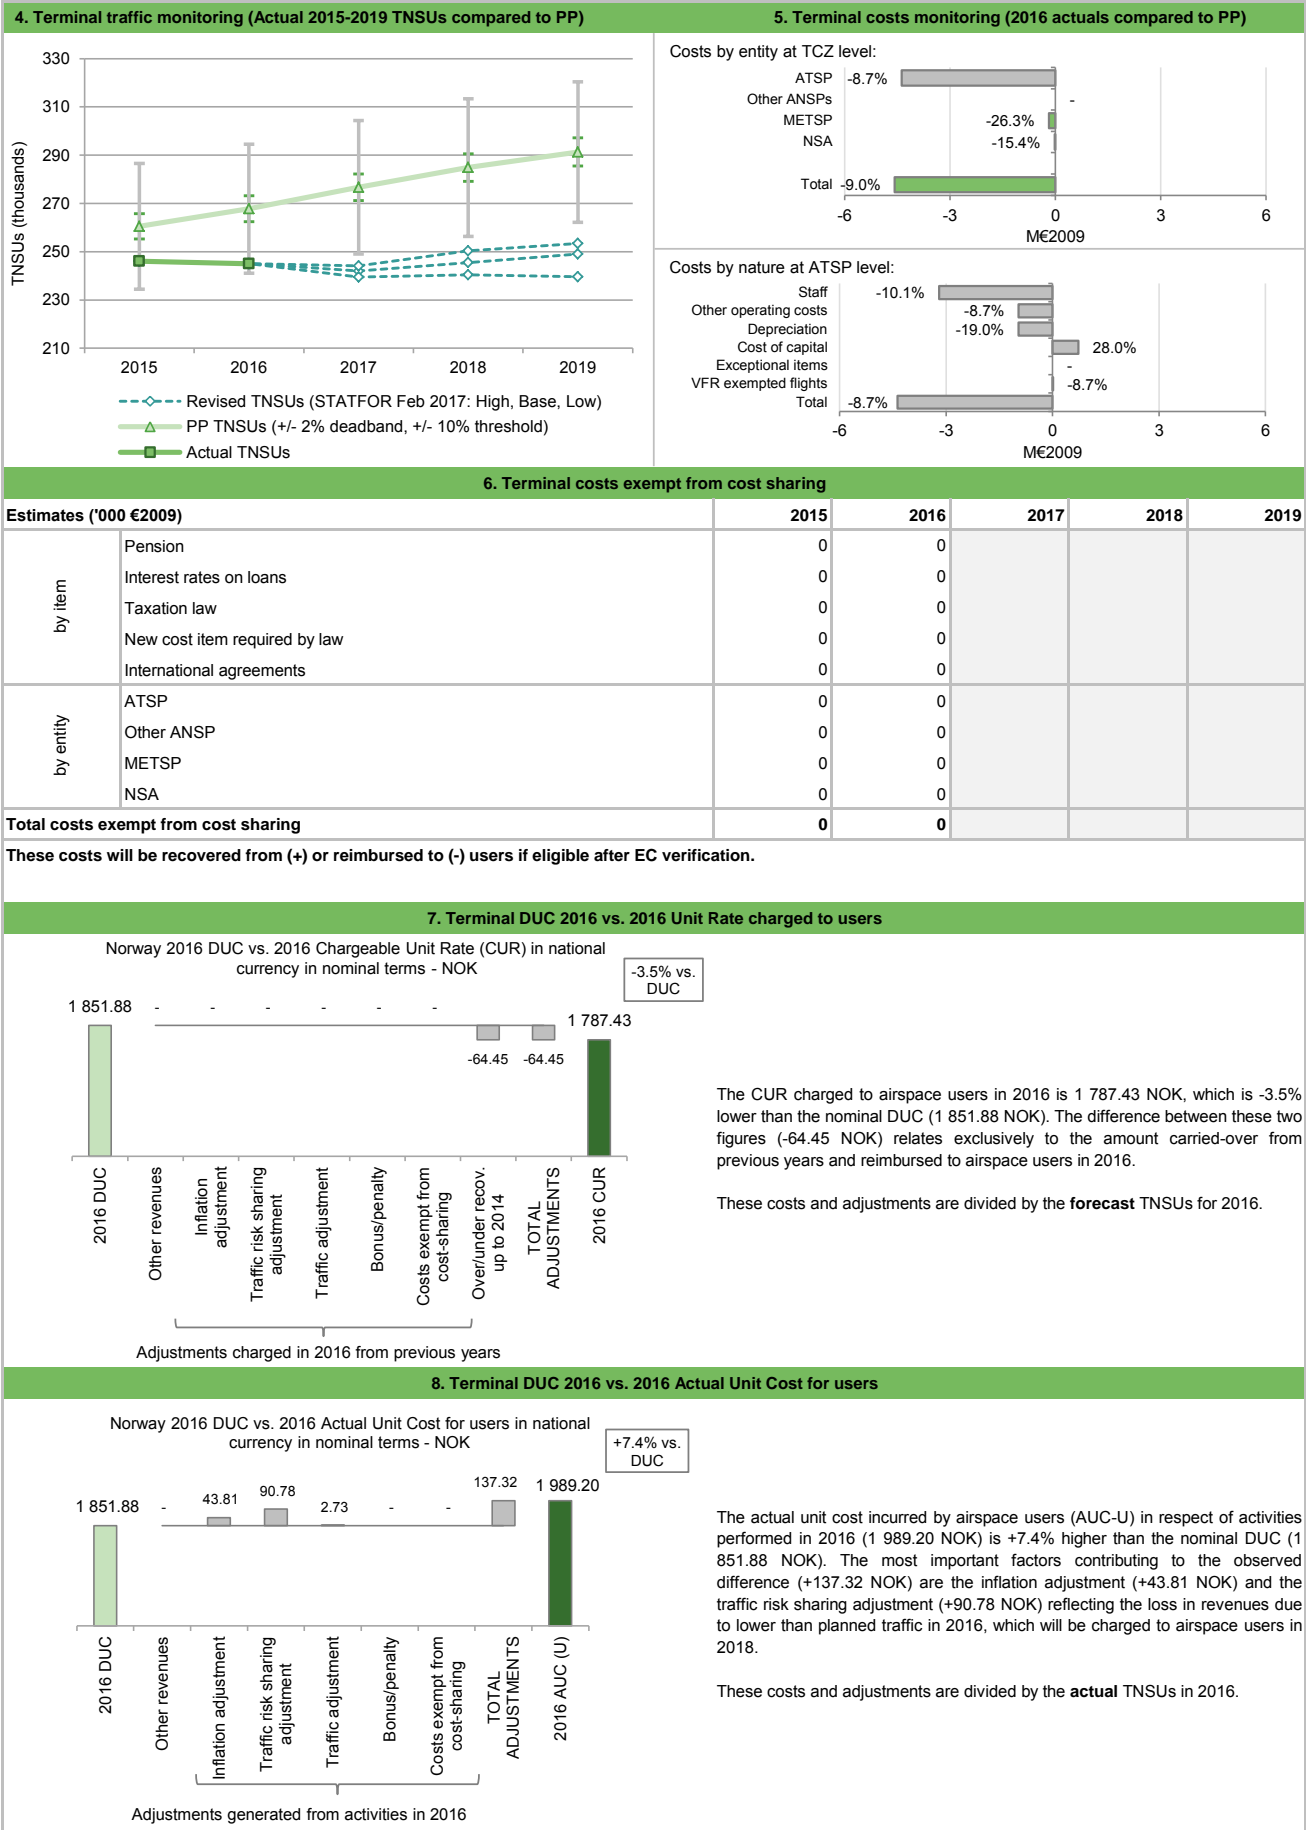 4. Terminal traffic monitoring (Actual 2015-2019 TNSUs compared to PP)
TNSUs (thousands)
330
310
290
270
250
230
210
2015 2016 2017 2018 2019
Revised TNSUs (STATFOR Feb 2017: High, Base, Low)
PP TNSUs (+/- 2% deadband, +/- 10% threshold)
Actual TNSUs
5. Terminal costs monitoring (2016 actuals compared to PP)
Costs by entity at TCZ level:
ATSP -8.7%
Other ANSPs -
METSP -26.3%
NSA -15.4%
Total -9.0%
-6 -3 0 3 6
M€2009
Costs by nature at ATSP level:
Staff -10.1%
Other operating costs -8.7%
Depreciation -19.0%
Cost of capital 28.0%
Exceptional items -
VFR exempted flights -8.7%
Total -8.7%
-6 -3 0 3 6
M€2009
6. Terminal costs exempt from cost sharing
Estimates ('000 €2009) 2015 2016 2017 2018 2019
by item
Pension 0 0
Interest rates on loans 0 0
Taxation law 0 0
New cost item required by law 0 0
International agreements 0 0
by entity
ATSP 0 0
Other ANSP 0 0
METSP 0 0
NSA 0 0
Total costs exempt from cost sharing 0 0
These costs will be recovered from (+) or reimbursed to (-) users if eligible after EC verification.
7. Terminal DUC 2016 vs. 2016 Unit Rate charged to users
Norway 2016 DUC vs. 2016 Chargeable Unit Rate (CUR) in national
currency in nominal terms - NOK
-3.5% vs.
DUC
1 851.88 - - - - - - 1 787.43
-64.45 -64.45
2016 DUC
Other revenues
Inflation
adjustment
Traffic risk sharing
adjustment
Traffic adjustment
Bonus/penalty
Costs exempt from
cost-sharing
Over/under recov.
up to 2014
TOTAL
ADJUSTMENTS
2016 CUR
Adjustments charged in 2016 from previous years
The CUR charged to airspace users in 2016 is 1 787.43 NOK, which is -3.5%
lower than the nominal DUC (1 851.88 NOK). The difference between these two
figures (-64.45 NOK) relates exclusively to the amount carried-over from
previous years and reimbursed to airspace users in 2016.
These costs and adjustments are divided by the forecast TNSUs for 2016.
8. Terminal DUC 2016 vs. 2016 Actual Unit Cost for users
Norway 2016 DUC vs. 2016 Actual Unit Cost for users in national
currency in nominal terms - NOK
+7.4% vs.
DUC
1 851.88 - 43.81 90.78 2.73 - - 137.32 1 989.20
2016 DUC
Other revenues
Inflation adjustment
Traffic risk sharing
adjustment
Traffic adjustment
Bonus/penalty
Costs exempt from
cost-sharing
TOTAL
ADJUSTMENTS
2016 AUC (U)
Adjustments generated from activities in 2016
The actual unit cost incurred by airspace users (AUC-U) in respect of activities
performed in 2016 (1 989.20 NOK) is +7.4% higher than the nominal DUC (1
851.88 NOK). The most important factors contributing to the observed
difference (+137.32 NOK) are the inflation adjustment (+43.81 NOK) and the
traffic risk sharing adjustment (+90.78 NOK) reflecting the loss in revenues due
to lower than planned traffic in 2016, which will be charged to airspace users in
2018.
These costs and adjustments are divided by the actual TNSUs in 2016.